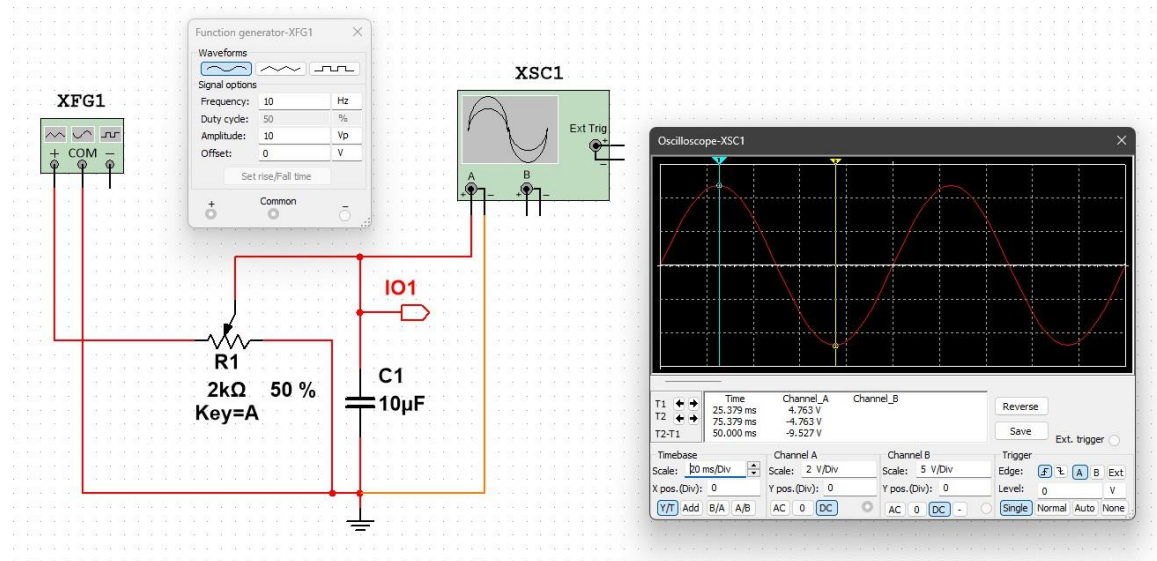 Function generator-XFG1
Waveforms
Signal options
Frequency: 10 Hz
Duty cycle: 50 %
Amplitude: 10 Vp
Offset: 0 V
Set rise/Fall time
+ Common −
XFG1
+ COM −
XSC1
Ext Trig
+
−
A B
+ − + −
IO1
R1
2kΩ 50 %
Key=A
C1
10µF
Oscilloscope-XSC1
1 2
Time Channel_A Channel_B
T1 25.379 ms 4.763 V
T2 75.379 ms -4.763 V
T2-T1 50.000 ms -9.527 V
Reverse
Save
Ext. trigger
Timebase
Scale: 20 ms/Div
X pos.(Div): 0
Y/T Add B/A A/B
Channel A
Scale: 2 V/Div
Y pos.(Div): 0
AC 0 DC
Channel B
Scale: 5 V/Div
Y pos.(Div): 0
AC 0 DC -
Trigger
Edge: A B Ext
Level: 0 V
Single Normal Auto None